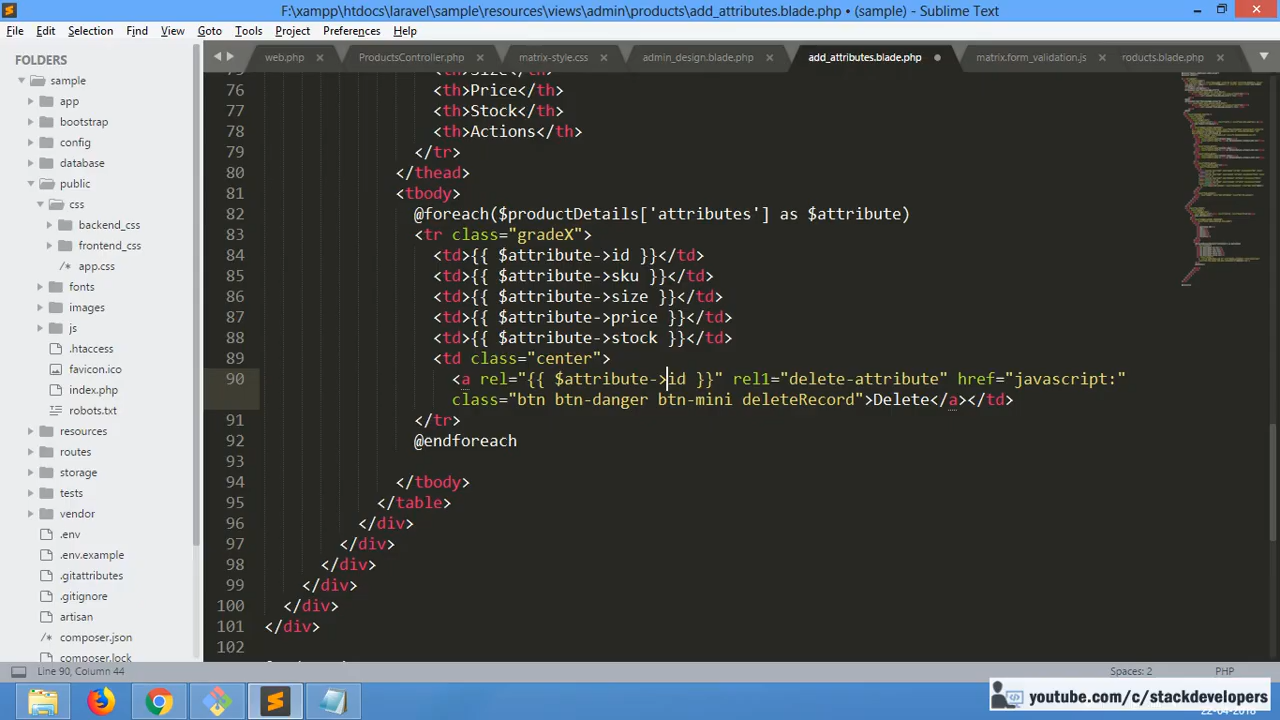 F:\xampp\htdocs\laravel\sample\resources\views\admin\products\add_attributes.blade.php • (sample) - Sublime Text
File Edit Selection Find View Goto Tools Project Preferences Help
FOLDERS
sample
app
bootstrap
config
database
public
css
backend_css
frontend_css
app.css
fonts
images
js
.htaccess
favicon.ico
index.php
robots.txt
resources
routes
storage
tests
vendor
.env
.env.example
.gitattributes
.gitignore
artisan
composer.json
composer.lock
web.php × ProductsController.php × matrix-style.css × admin_design.blade.php × add_attributes.blade.php matrix.form_validation.js × roducts.blade.php ×
75 <th>Size</th>
76 <th>Price</th>
77 <th>Stock</th>
78 <th>Actions</th>
79 </tr>
80 </thead>
81 <tbody>
82 @foreach($productDetails['attributes'] as $attribute)
83 <tr class="gradeX">
84 <td>{{ $attribute->id }}</td>
85 <td>{{ $attribute->sku }}</td>
86 <td>{{ $attribute->size }}</td>
87 <td>{{ $attribute->price }}</td>
88 <td>{{ $attribute->stock }}</td>
89 <td class="center">
90 <a rel="{{ $attribute->id }}" rel1="delete-attribute" href="javascript:"
class="btn btn-danger btn-mini deleteRecord">Delete</a></td>
91 </tr>
92 @endforeach
93
94 </tbody>
95 </table>
96 </div>
97 </div>
98 </div>
99 </div>
100 </div>
101 </div>
102
Line 90, Column 44 Spaces: 2 PHP
youtube.com/c/stackdevelopers